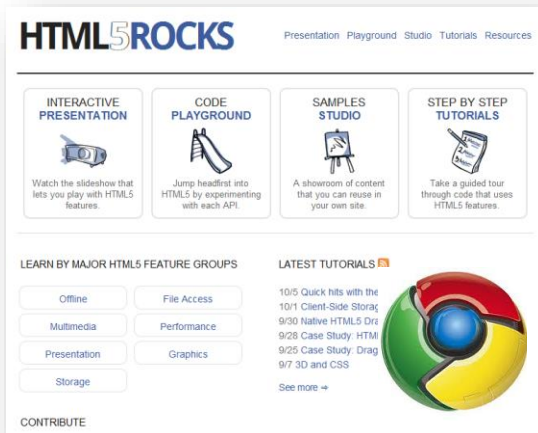 HTML5ROCKS
Presentation Playground Studio Tutorials Resources
INTERACTIVE
PRESENTATION
Watch the slideshow that
lets you play with HTML5
features.
CODE
PLAYGROUND
Jump headfirst into
HTML5 by experimenting
with each API.
SAMPLES
STUDIO
A showroom of content
that you can reuse in
your own site.
STEP BY STEP
TUTORIALS
Take a guided tour
through code that uses
HTML5 features.
LEARN BY MAJOR HTML5 FEATURE GROUPS
Offline
File Access
Multimedia
Performance
Presentation
Graphics
Storage
LATEST TUTORIALS
10/5 Quick hits with the
10/1 Client-Side Storag
9/30 Native HTML5 Dra
9/28 Case Study: HTM
9/25 Case Study: Drag
9/7 3D and CSS
See more ⇒
CONTRIBUTE